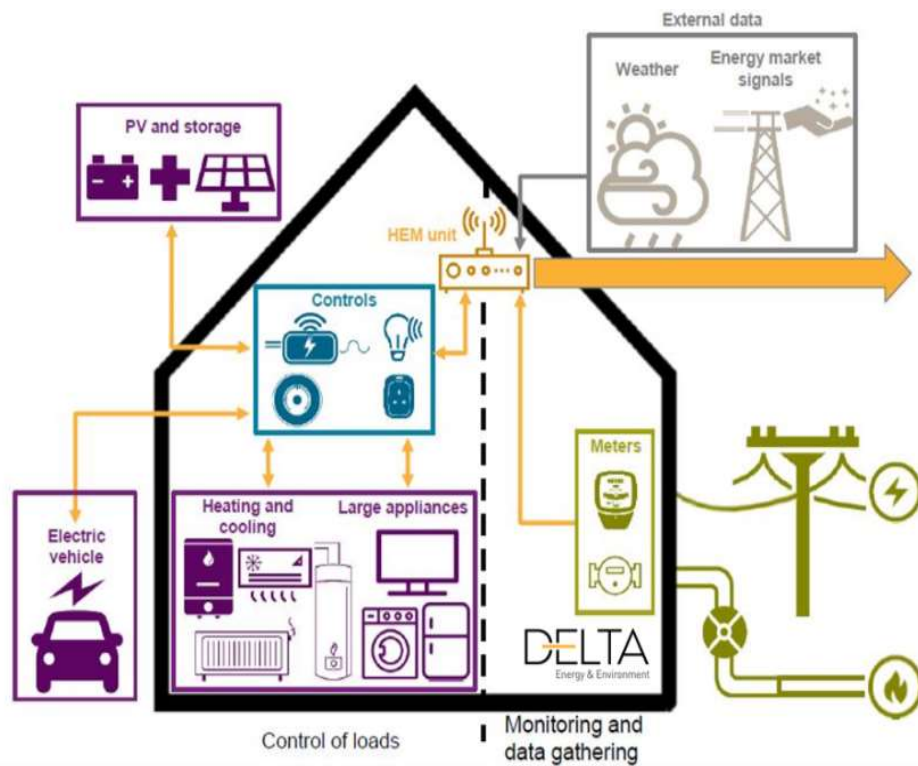 External data
Weather
Energy market
signals
PV and storage
HEM unit
Controls
Meters
Heating and
cooling
Large appliances
Electric
vehicle
DELTA
Energy & Environment
Control of loads
Monitoring and
data gathering